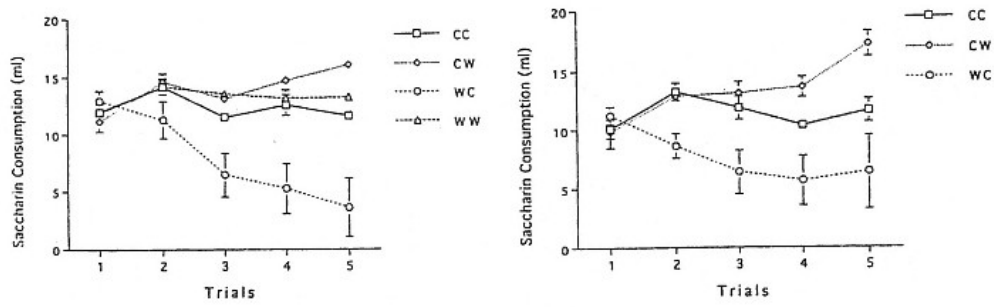 20
15
10
5
0
Saccharin Consumption (ml)
1 2 3 4 5
Trials
CC
CW
WC
WW
20
15
10
5
0
Saccharin Consumption (ml)
1 2 3 4 5
Trials
CC
CW
WC